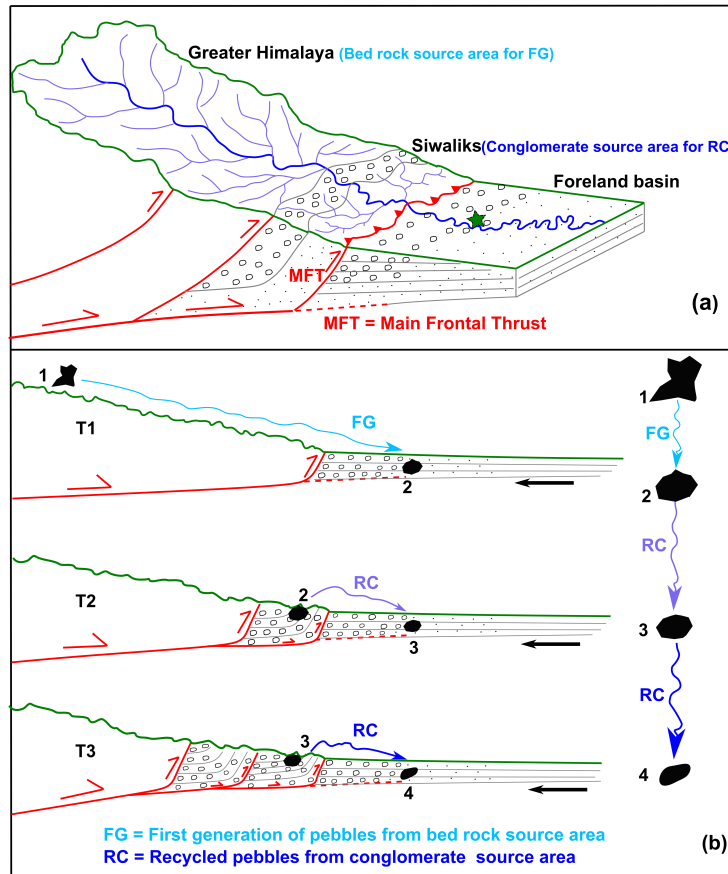 Greater Himalaya (Bed rock source area for FG)
Siwaliks(Conglomerate source area for RC
Foreland basin
MFT
MFT = Main Frontal Thrust
(a)
1
T1
FG
2
1
FG
2
RC
T2
2
RC
3
3
RC
T3
3
RC
4
4
FG = First generation of pebbles from bed rock source area
RC = Recycled pebbles from conglomerate source area
(b)